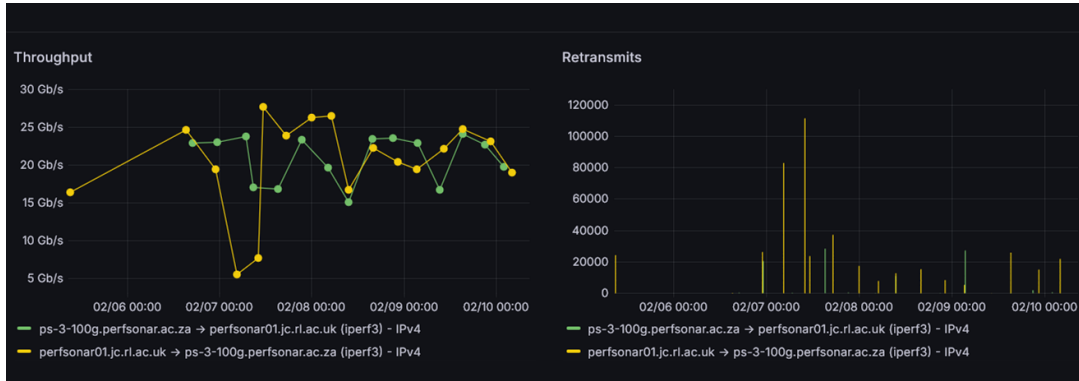 Throughput
30 Gb/s
25 Gb/s
20 Gb/s
15 Gb/s
10 Gb/s
5 Gb/s
02/06 00:00 02/07 00:00 02/08 00:00 02/09 00:00 02/10 00:00
ps-3-100g.perfsonar.ac.za → perfsonar01.jc.rl.ac.uk (iperf3) - IPv4
perfsonar01.jc.rl.ac.uk → ps-3-100g.perfsonar.ac.za (iperf3) - IPv4
Retransmits
120000
100000
80000
60000
40000
20000
0
02/06 00:00 02/07 00:00 02/08 00:00 02/09 00:00 02/10 00:00
ps-3-100g.perfsonar.ac.za → perfsonar01.jc.rl.ac.uk (iperf3) - IPv4
perfsonar01.jc.rl.ac.uk → ps-3-100g.perfsonar.ac.za (iperf3) - IPv4